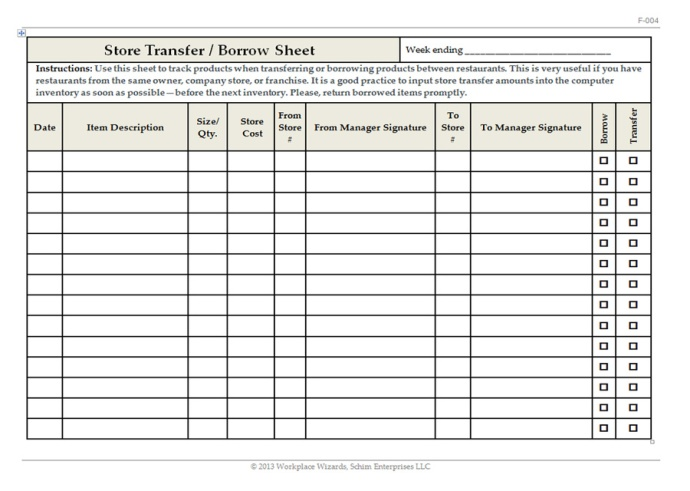 F-004
Store Transfer / Borrow Sheet
Week ending ______________________________
Instructions: Use this sheet to track products when transferring or borrowing products between restaurants. This is very useful if you have
restaurants from the same owner, company store, or franchise. It is a good practice to input store transfer amounts into the computer
inventory as soon as possible—before the next inventory. Please, return borrowed items promptly.
Date
Item Description
Size/
Qty.
Store
Cost
From
Store
#
From Manager Signature
To
Store
#
To Manager Signature
Borrow
Transfer
© 2013 Workplace Wizards, Schim Enterprises LLC